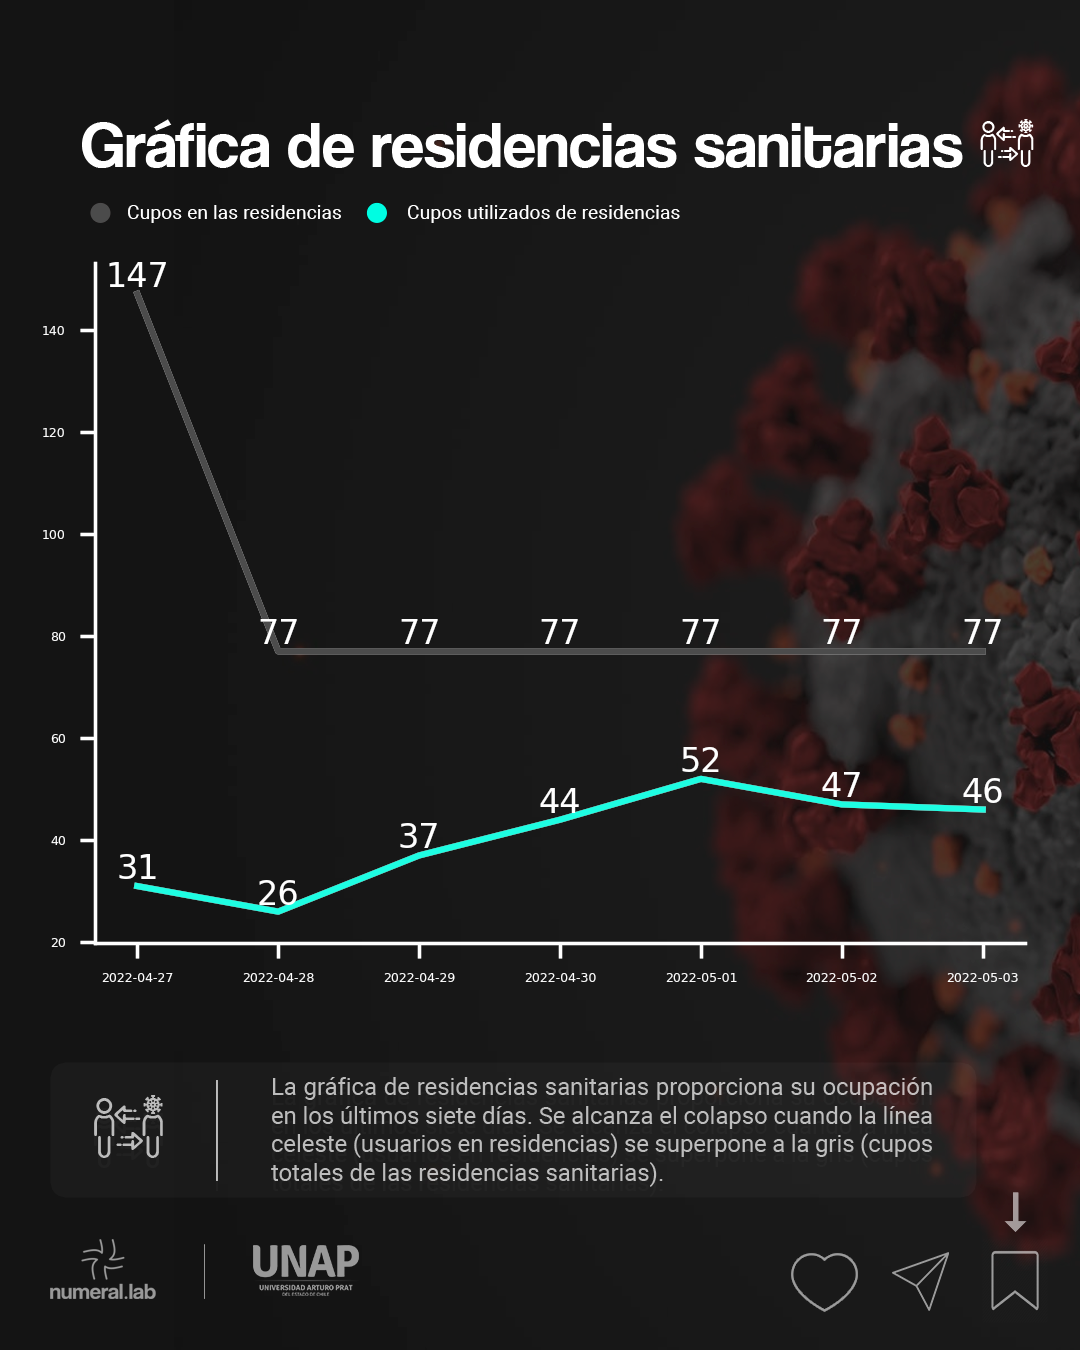 Gráfica de residencias sanitarias
Cupos en las residencias Cupos utilizados de residencias
147
140
120
100
80
77 77 77 77 77 77
60
52
47
46
44
40
37
31
26
20
2022-04-27 2022-04-28 2022-04-29 2022-04-30 2022-05-01 2022-05-02 2022-05-03
La gráfica de residencias sanitarias proporciona su ocupación
en los últimos siete días. Se alcanza el colapso cuando la línea
celeste (usuarios en residencias) se superpone a la gris (cupos
totales de las residencias sanitarias).
numeral.lab
UNAP
UNIVERSIDAD ARTURO PRAT
DEL ESTADO DE CHILE